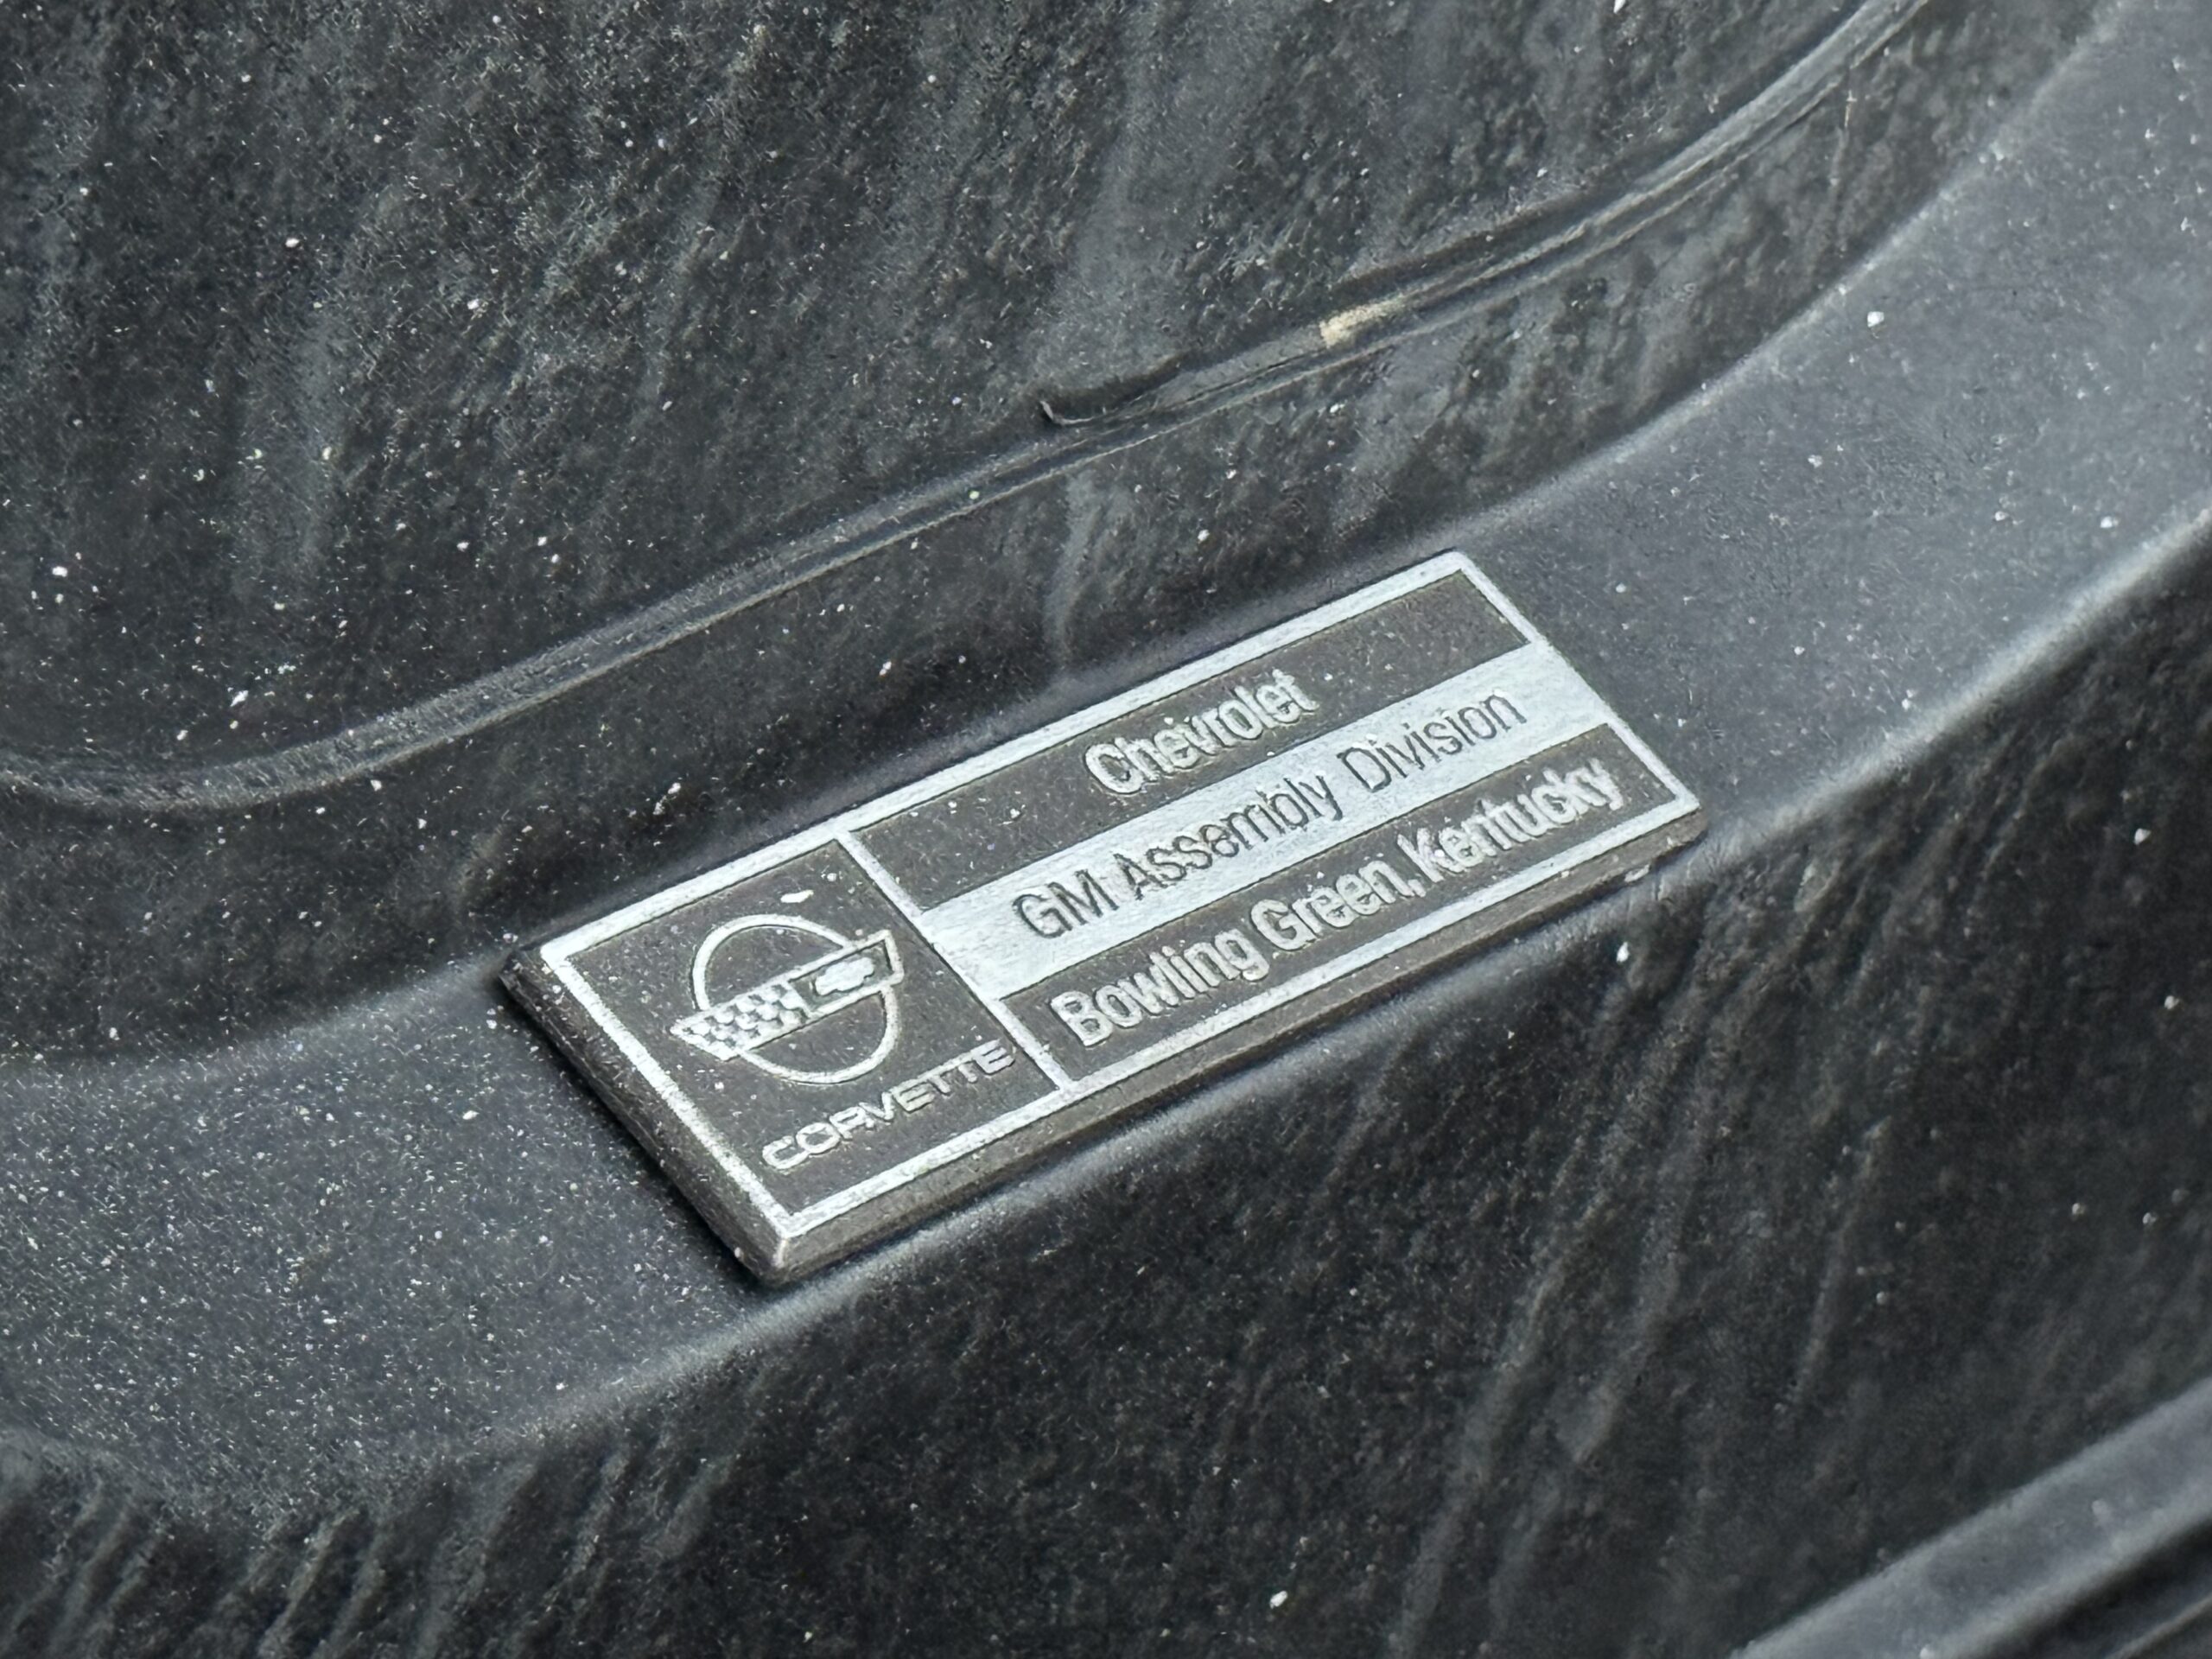 Chevrolet
GM Assembly Division
Bowling Green, Kentucky
CORVETTE